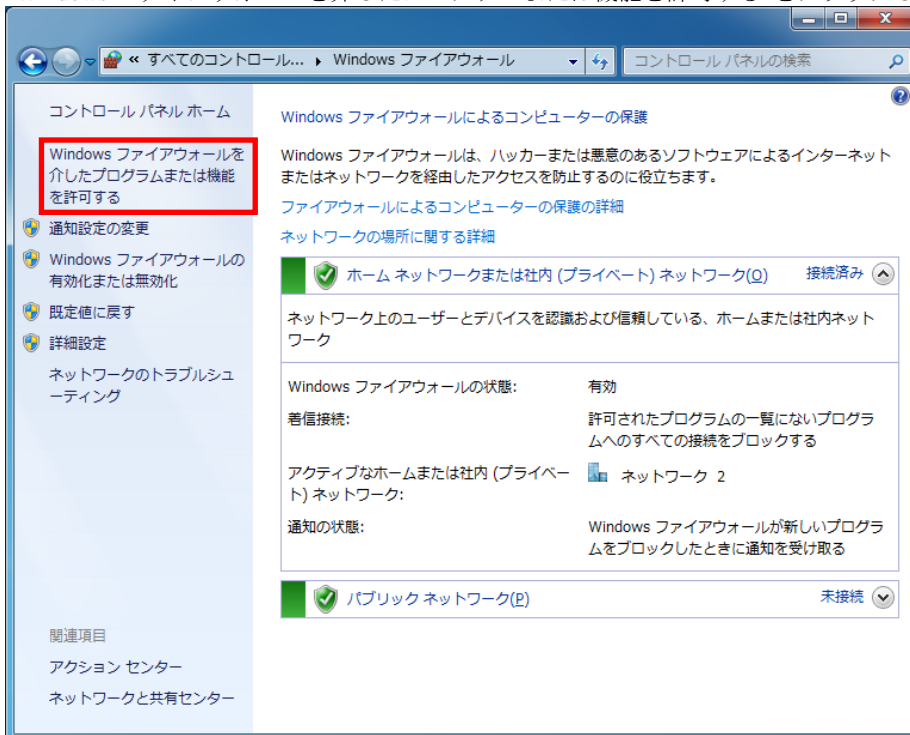 « すべてのコントロール... ▸ Windows ファイアウォール
コントロール パネルの検索
コントロール パネル ホーム
Windows ファイアウォールを
介したプログラムまたは機能
を許可する
通知設定の変更
Windows ファイアウォールの
有効化または無効化
既定値に戻す
詳細設定
ネットワークのトラブルシュ
ーティング
関連項目
アクション センター
ネットワークと共有センター
Windows ファイアウォールによるコンピューターの保護
Windows ファイアウォールは、ハッカーまたは悪意のあるソフトウェアによるインターネット
またはネットワークを経由したアクセスを防止するのに役立ちます。
ファイアウォールによるコンピューターの保護の詳細
ネットワークの場所に関する詳細
ホーム ネットワークまたは社内 (プライベート) ネットワーク(O) 接続済み
ネットワーク上のユーザーとデバイスを認識および信頼している、ホームまたは社内ネット
ワーク
Windows ファイアウォールの状態: 有効
着信接続: 許可されたプログラムの一覧にないプログラ
ムへのすべての接続をブロックする
アクティブなホームまたは社内 (プライベー
ト) ネットワーク:
ネットワーク 2
通知の状態: Windows ファイアウォールが新しいプログラ
ムをブロックしたときに通知を受け取る
パブリック ネットワーク(P) 未接続